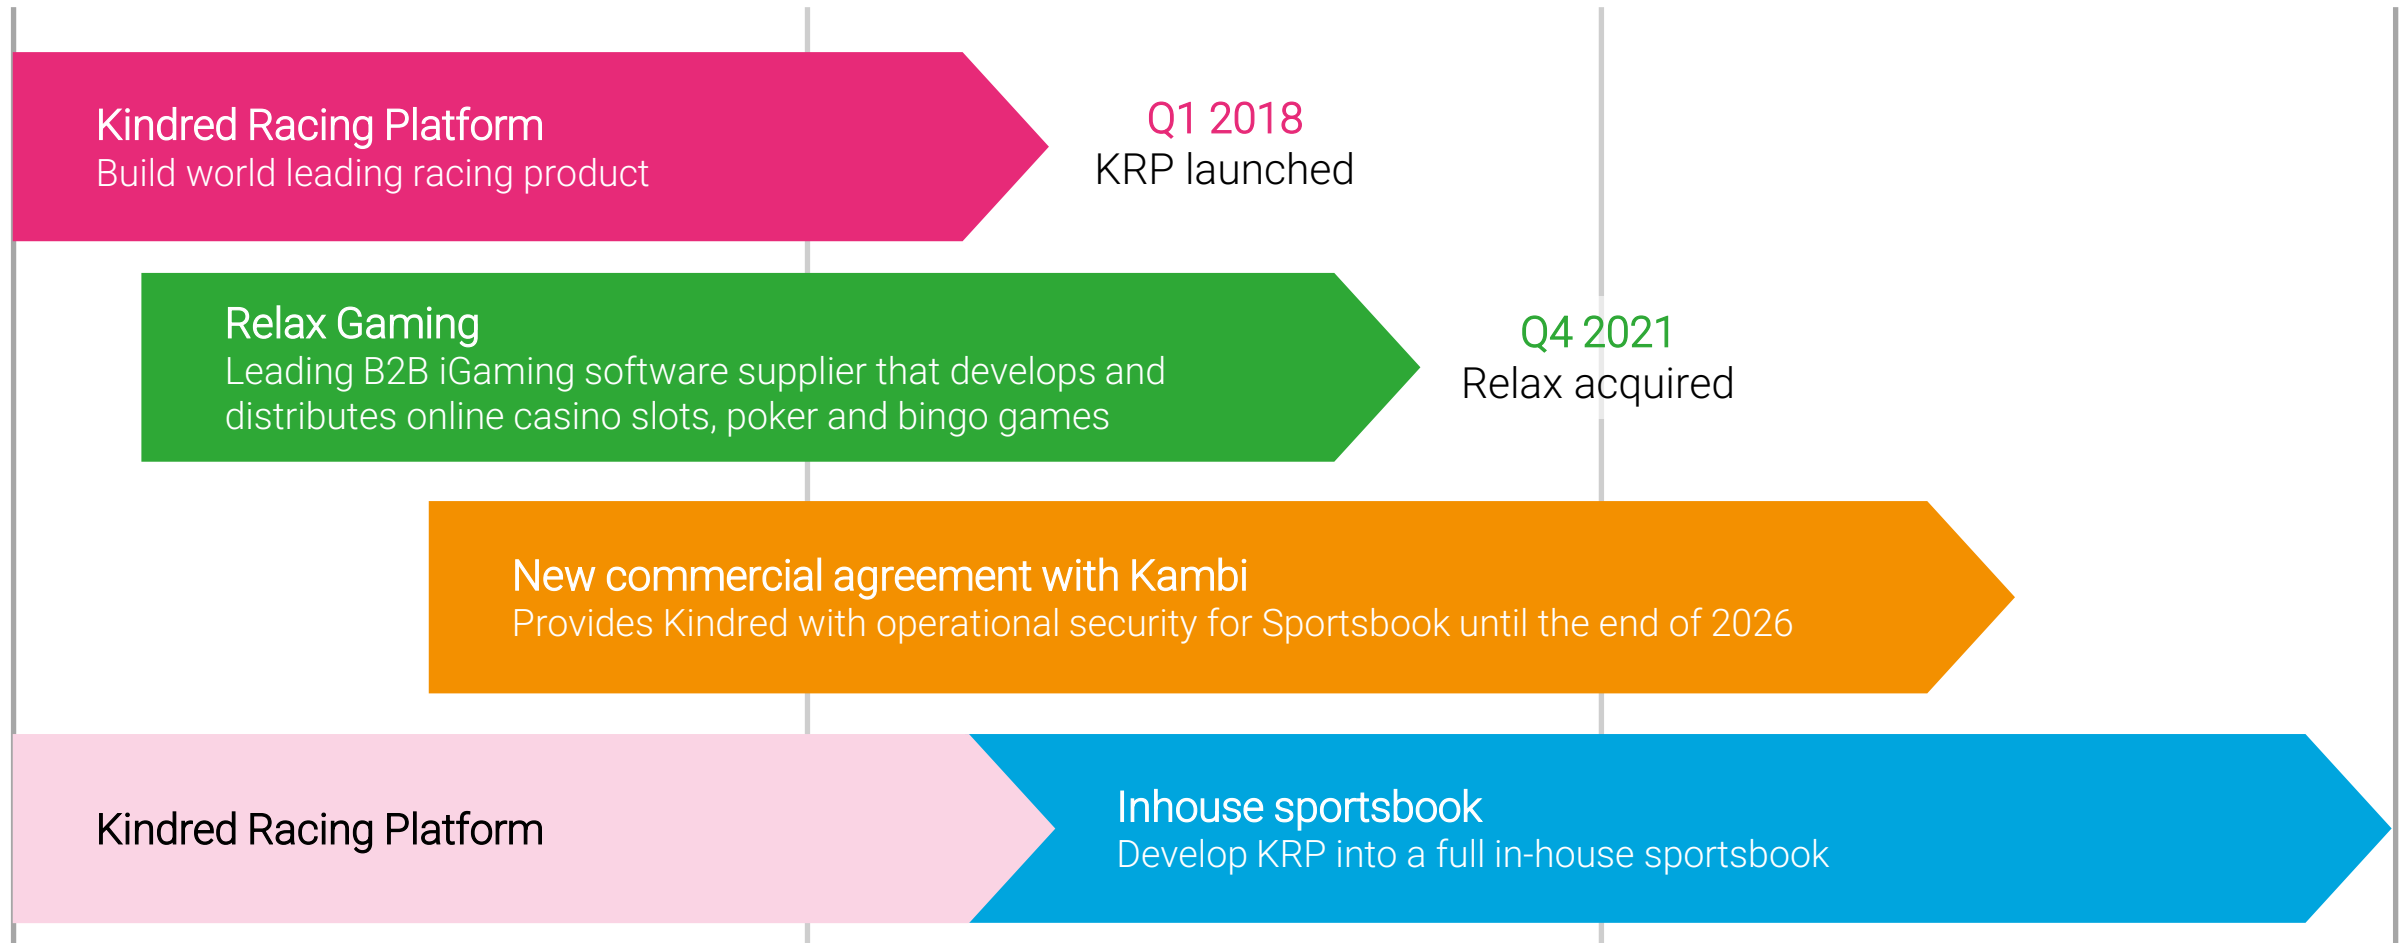 Kindred Racing Platform
Build world leading racing product
Q1 2018
KRP launched
Relax Gaming
Leading B2B iGaming software supplier that develops and
distributes online casino slots, poker and bingo games
Q4 2021
Relax acquired
New commercial agreement with Kambi
Provides Kindred with operational security for Sportsbook until the end of 2026
Kindred Racing Platform
Inhouse sportsbook
Develop KRP into a full in-house sportsbook